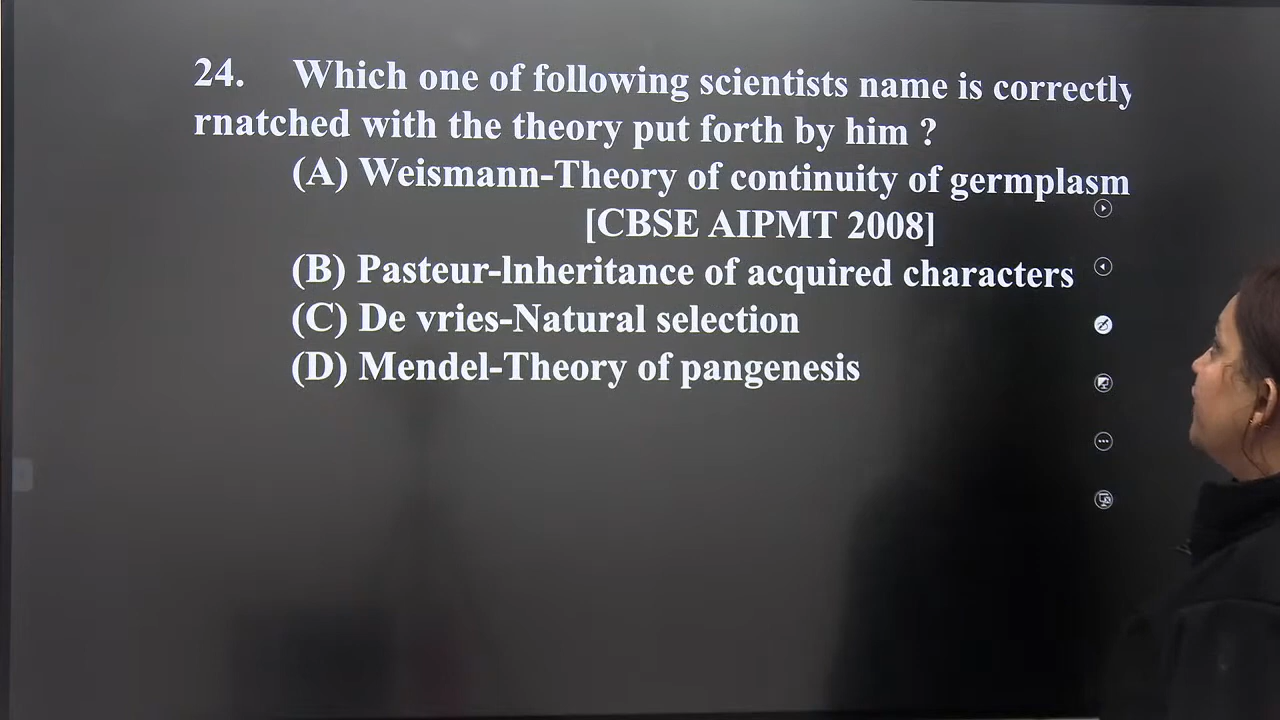 24. Which one of following scientists name is correctly
rnatched with the theory put forth by him ?
(A) Weismann-Theory of continuity of germplasm
[CBSE AIPMT 2008]
(B) Pasteur-lnheritance of acquired characters
(C) De vries-Natural selection
(D) Mendel-Theory of pangenesis